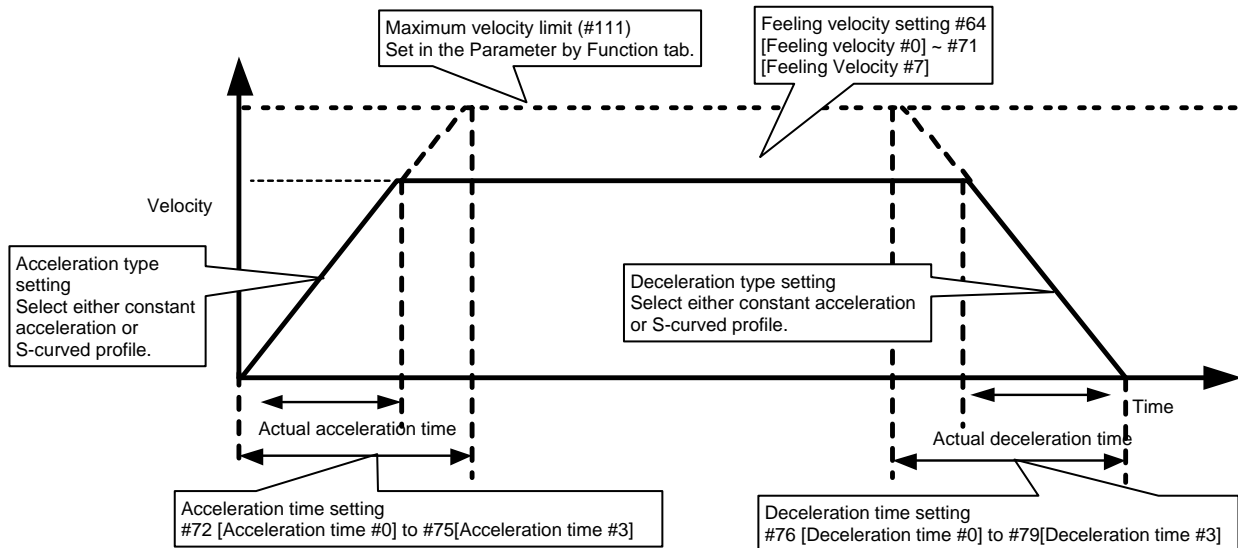 Maximum velocity limit (#111)
Set in the Parameter by Function tab.
Feeling velocity setting #64
[Feeling velocity #0] ~ #71
[Feeling Velocity #7]
Velocity
Acceleration type
setting
Select either constant
acceleration or
S-curved profile.
Deceleration type setting
Select either constant acceleration
or S-curved profile.
Time
Actual acceleration time
Actual deceleration time
Acceleration time setting
#72 [Acceleration time #0] to #75[Acceleration time #3]
Deceleration time setting
#76 [Deceleration time #0] to #79[Deceleration time #3]